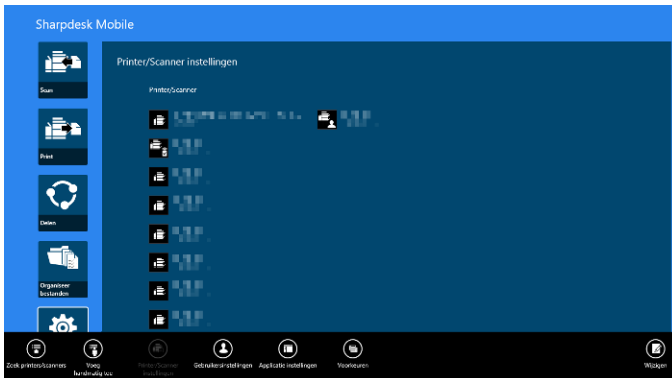 Sharpdesk Mobile
Printer/Scanner instellingen
Scan
Printer/Scanner
Print
Delen
Organiseer
bestanden
Zoek printers/scanners
Voeg
handmatig toe
Printer/Scanner
instellingen
Gebruikersinstellingen
Applicatie instellingen
Voorkeuren
Wijzigen